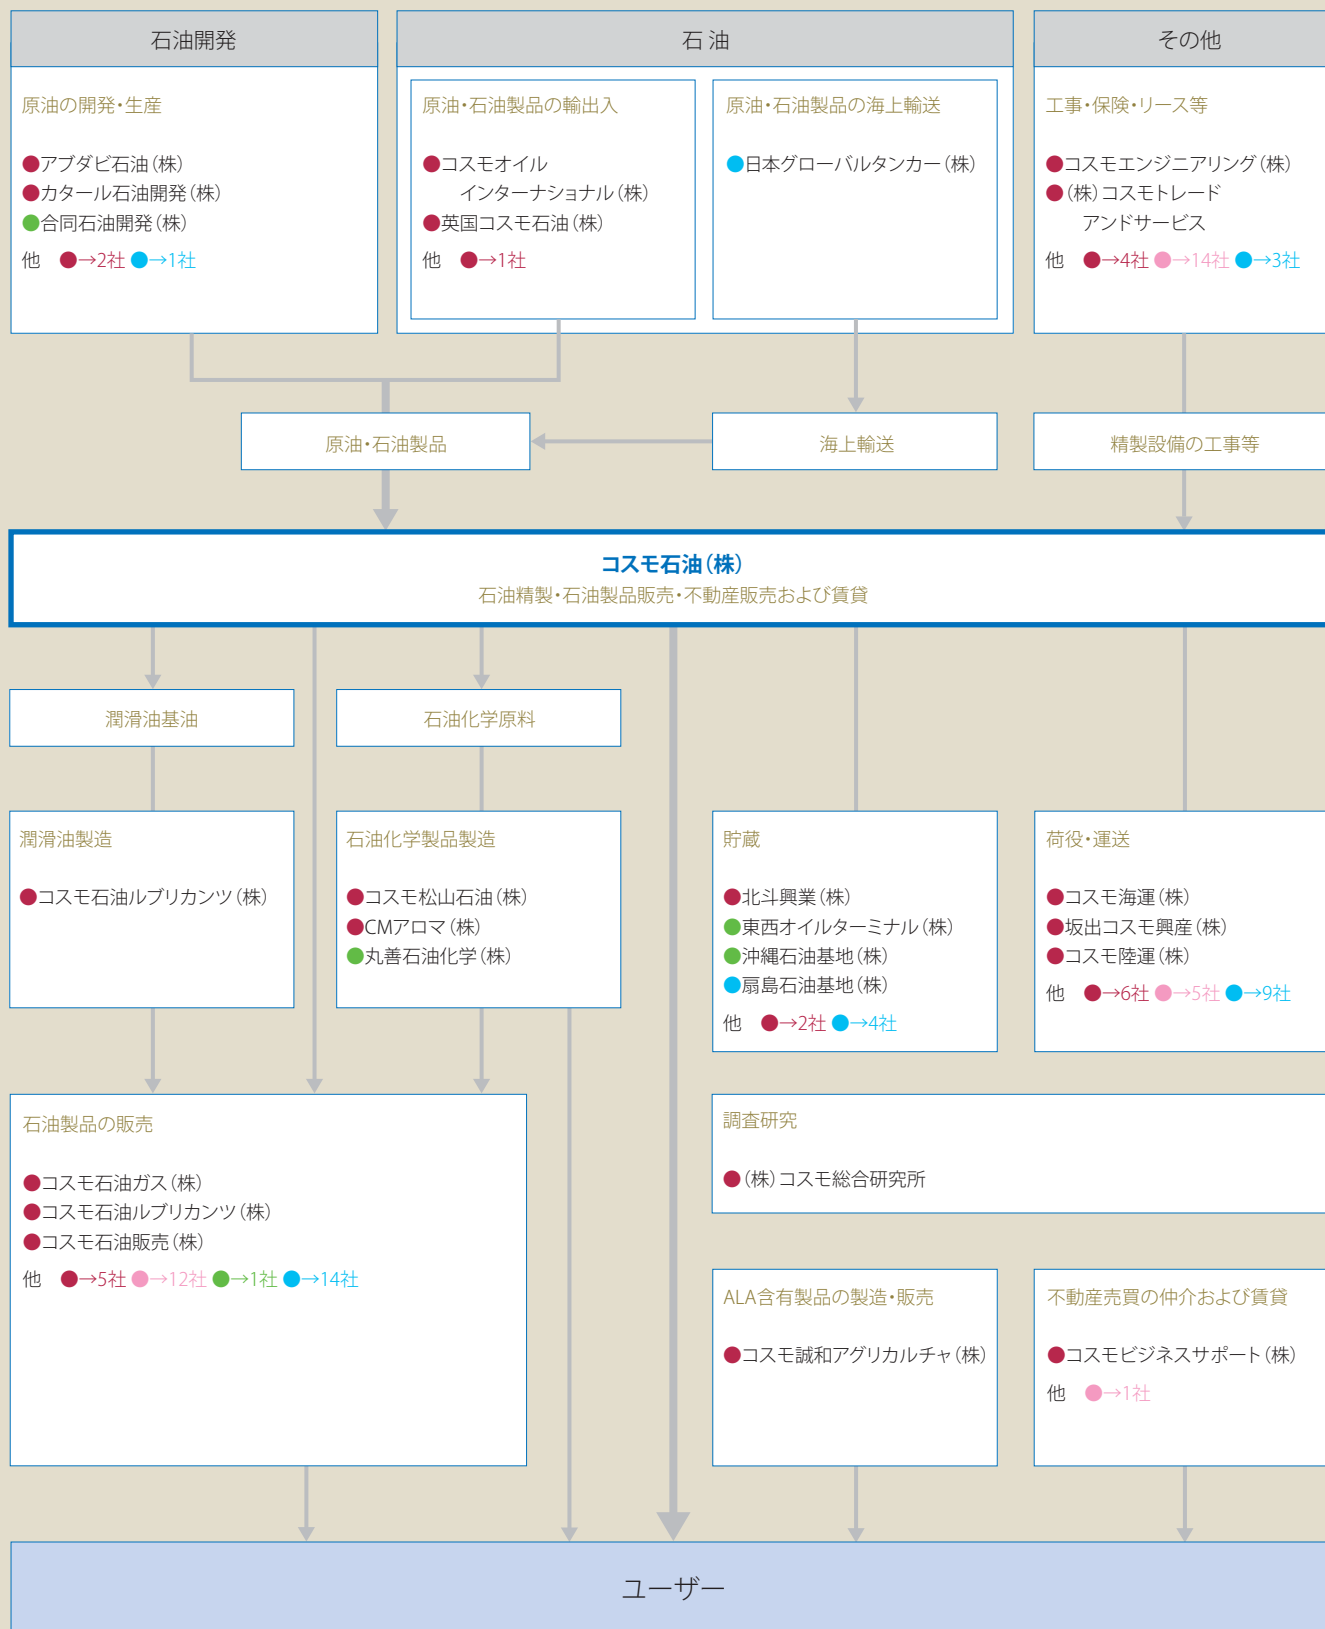 石油開発
原油の開発・生産
●アブダビ石油(株)
●カタール石油開発(株)
●合同石油開発(株)
他 ●→2社 ●→1社
石 油
原油・石油製品の輸出入
●コスモオイル
インターナショナル(株)
●英国コスモ石油(株)
他 ●→1社
原油・石油製品の海上輸送
●日本グローバルタンカー(株)
その他
工事・保険・リース等
●コスモエンジニアリング(株)
●(株)コスモトレード
アンドサービス
他 ●→4社 ●→14社 ●→3社
原油・石油製品
海上輸送
精製設備の工事等
コスモ石油(株)
石油精製・石油製品販売・不動産販売および賃貸
潤滑油基油
石油化学原料
潤滑油製造
●コスモ石油ルブリカンツ(株)
石油化学製品製造
●コスモ松山石油(株)
●CMアロマ(株)
●丸善石油化学(株)
貯蔵
●北斗興業(株)
●東西オイルターミナル(株)
●沖縄石油基地(株)
●扇島石油基地(株)
他 ●→2社 ●→4社
荷役・運送
●コスモ海運(株)
●坂出コスモ興産(株)
●コスモ陸運(株)
他 ●→6社 ●→5社 ●→9社
石油製品の販売
●コスモ石油ガス(株)
●コスモ石油ルブリカンツ(株)
●コスモ石油販売(株)
他 ●→5社 ●→12社 ●→1社 ●→14社
調査研究
●(株)コスモ総合研究所
ALA含有製品の製造・販売
●コスモ誠和アグリカルチャ(株)
不動産売買の仲介および賃貸
●コスモビジネスサポート(株)
他 ●→1社
ユーザー